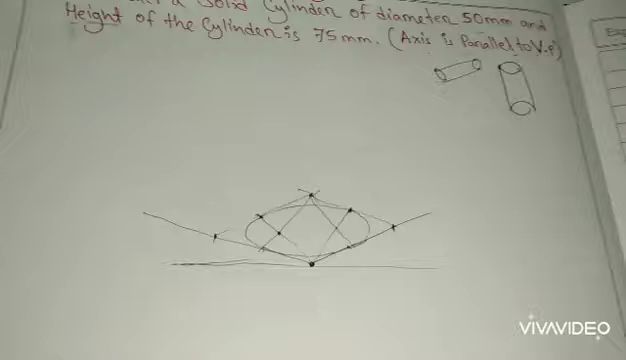 a Solid Cylinder of diameter 50mm and
Height of the Cylinder is 75mm. (Axis is Parallel to V.P)
VIVAVIDEO